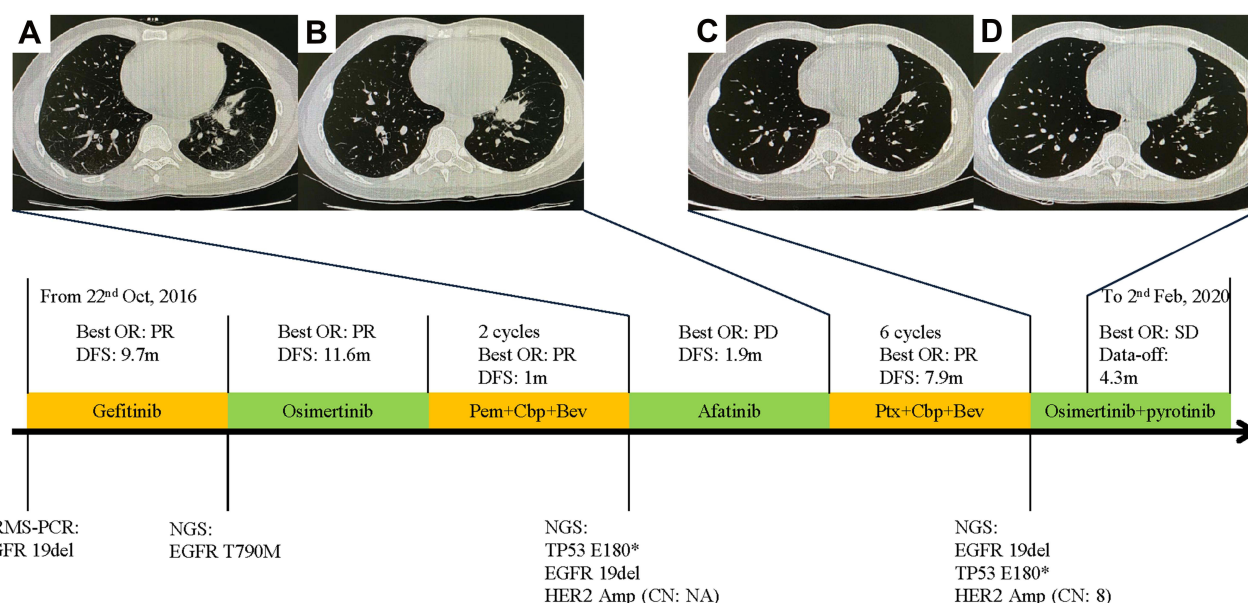 A
B
C
D
From 22nd Oct, 2016
To 2nd Feb, 2020
Best OR: PR
DFS: 9.7m
Best OR: PR
DFS: 11.6m
2 cycles
Best OR: PR
DFS: 1m
Best OR: PD
DFS: 1.9m
6 cycles
Best OR: PR
DFS: 7.9m
Best OR: SD
Data-off:
4.3m
Gefitinib
Osimertinib
Pem+Cbp+Bev
Afatinib
Ptx+Cbp+Bev
Osimertinib+pyrotinib
RMS-PCR:
GFR 19del
NGS:
EGFR T790M
NGS:
TP53 E180*
EGFR 19del
HER2 Amp (CN: NA)
NGS:
EGFR 19del
TP53 E180*
HER2 Amp (CN: 8)